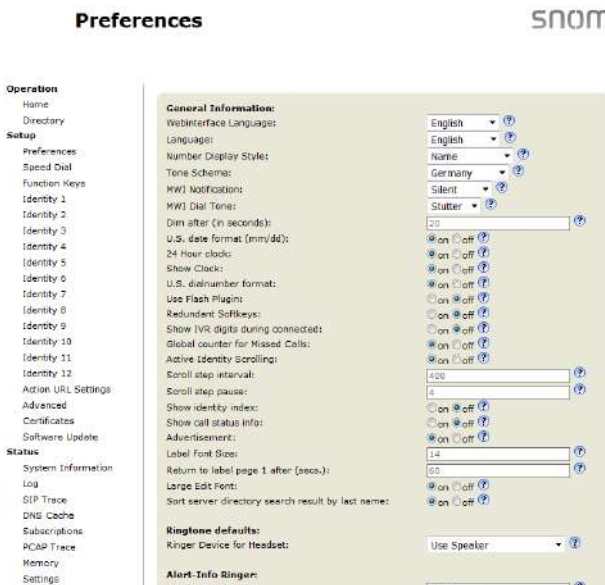 Preferences
snom
Operation
Home
Directory
Setup
Preferences
Speed Dial
Function Keys
Identity 1
Identity 2
Identity 3
Identity 4
Identity 5
Identity 6
Identity 7
Identity 8
Identity 9
Identity 10
Identity 11
Identity 12
Action URL Settings
Advanced
Certificates
Software Update
Status
System Information
Log
SIP Trace
DNS Cache
Subscriptions
PCAP Trace
Memory
Settings
General Information:
Webinterface Language: English ?
Language: English ?
Number Display Style: Name ?
Tone Scheme: Germany ?
MWI Notification: Silent ?
MWI Dial Tone: Stutter ?
Dim after (in seconds): 20 ?
U.S. date format (mm/dd): on off ?
24 Hour clock: on off ?
Show Clock: on off ?
U.S. dialnumber format: on off ?
Use Flash Plugin: on off ?
Redundant Softkeys: on off ?
Show IVR digits during connected: on off ?
Global counter for Missed Calls: on off ?
Active Identity Scrolling: on off ?
Scroll step interval: 400 ?
Scroll step pause: 4 ?
Show identity index: on off ?
Show call status info: on off ?
Advertisement: on off ?
Label Font Size: 14 ?
Return to label page 1 after (secs.): 60 ?
Large Edit Font: on off ?
Sort server directory search result by last name: on off ?
Ringtone defaults:
Ringer Device for Headset: Use Speaker ?
Alert-Info Ringer: